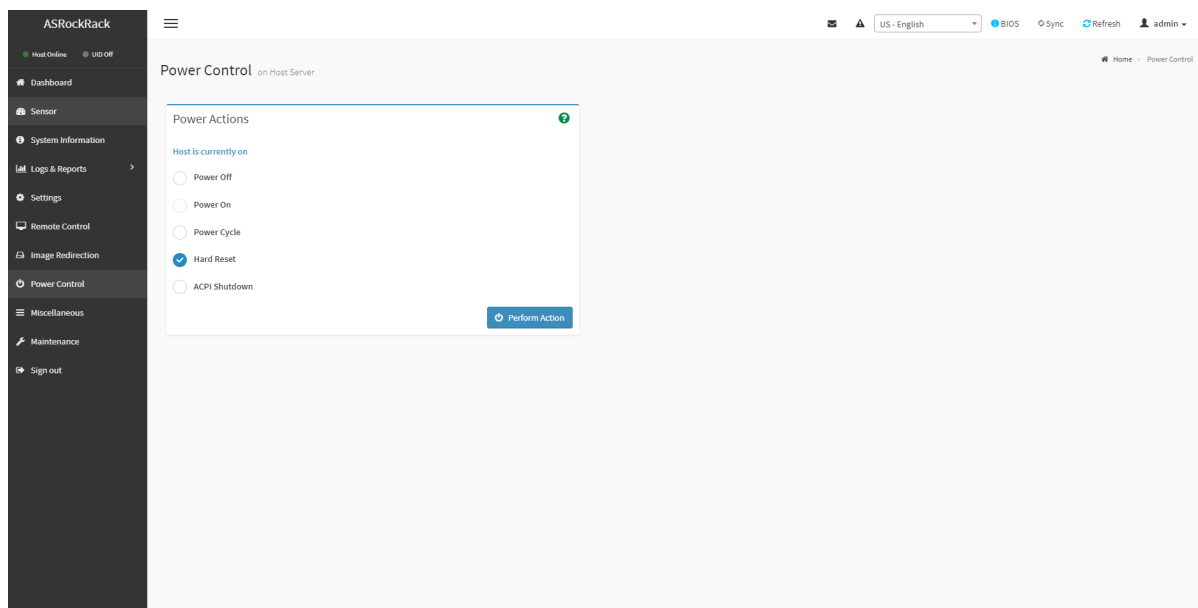 ASRockRack
US - English
BIOS
Sync
Refresh
admin
Host Online
UID Off
Dashboard
Sensor
System Information
Logs & Reports
Settings
Remote Control
Image Redirection
Power Control
Miscellaneous
Maintenance
Sign out
Power Control on Host Server
Home > Power Control
Power Actions
Host is currently on
Power Off
Power On
Power Cycle
Hard Reset
ACPI Shutdown
Perform Action